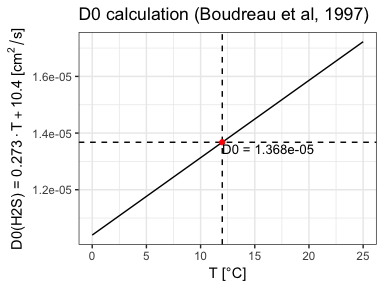 D0 calculation (Boudreau et al, 1997)
D0(H2S) = 0.273 · T + 10.4 [cm²/s]
1.6e-05
1.4e-05
1.2e-05
D0 = 1.368e-05
0 5 10 15 20 25
T [°C]